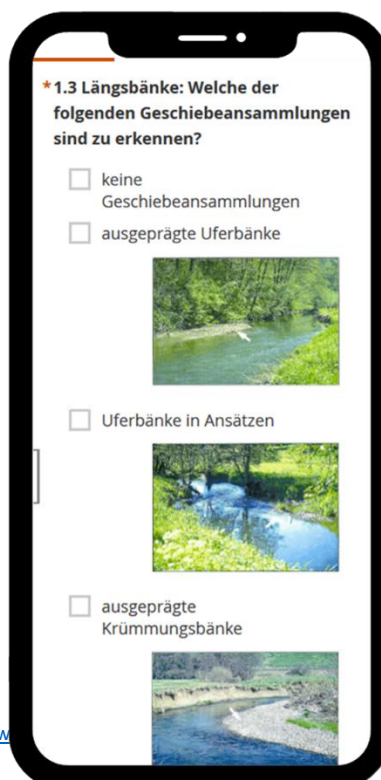 *1.3 Längsbänke: Welche der
folgenden Geschiebeansammlungen
sind zu erkennen?
keine
Geschiebeansammlungen
ausgeprägte Uferbänke
Uferbänke in Ansätzen
ausgeprägte
Krümmungsbänke
w